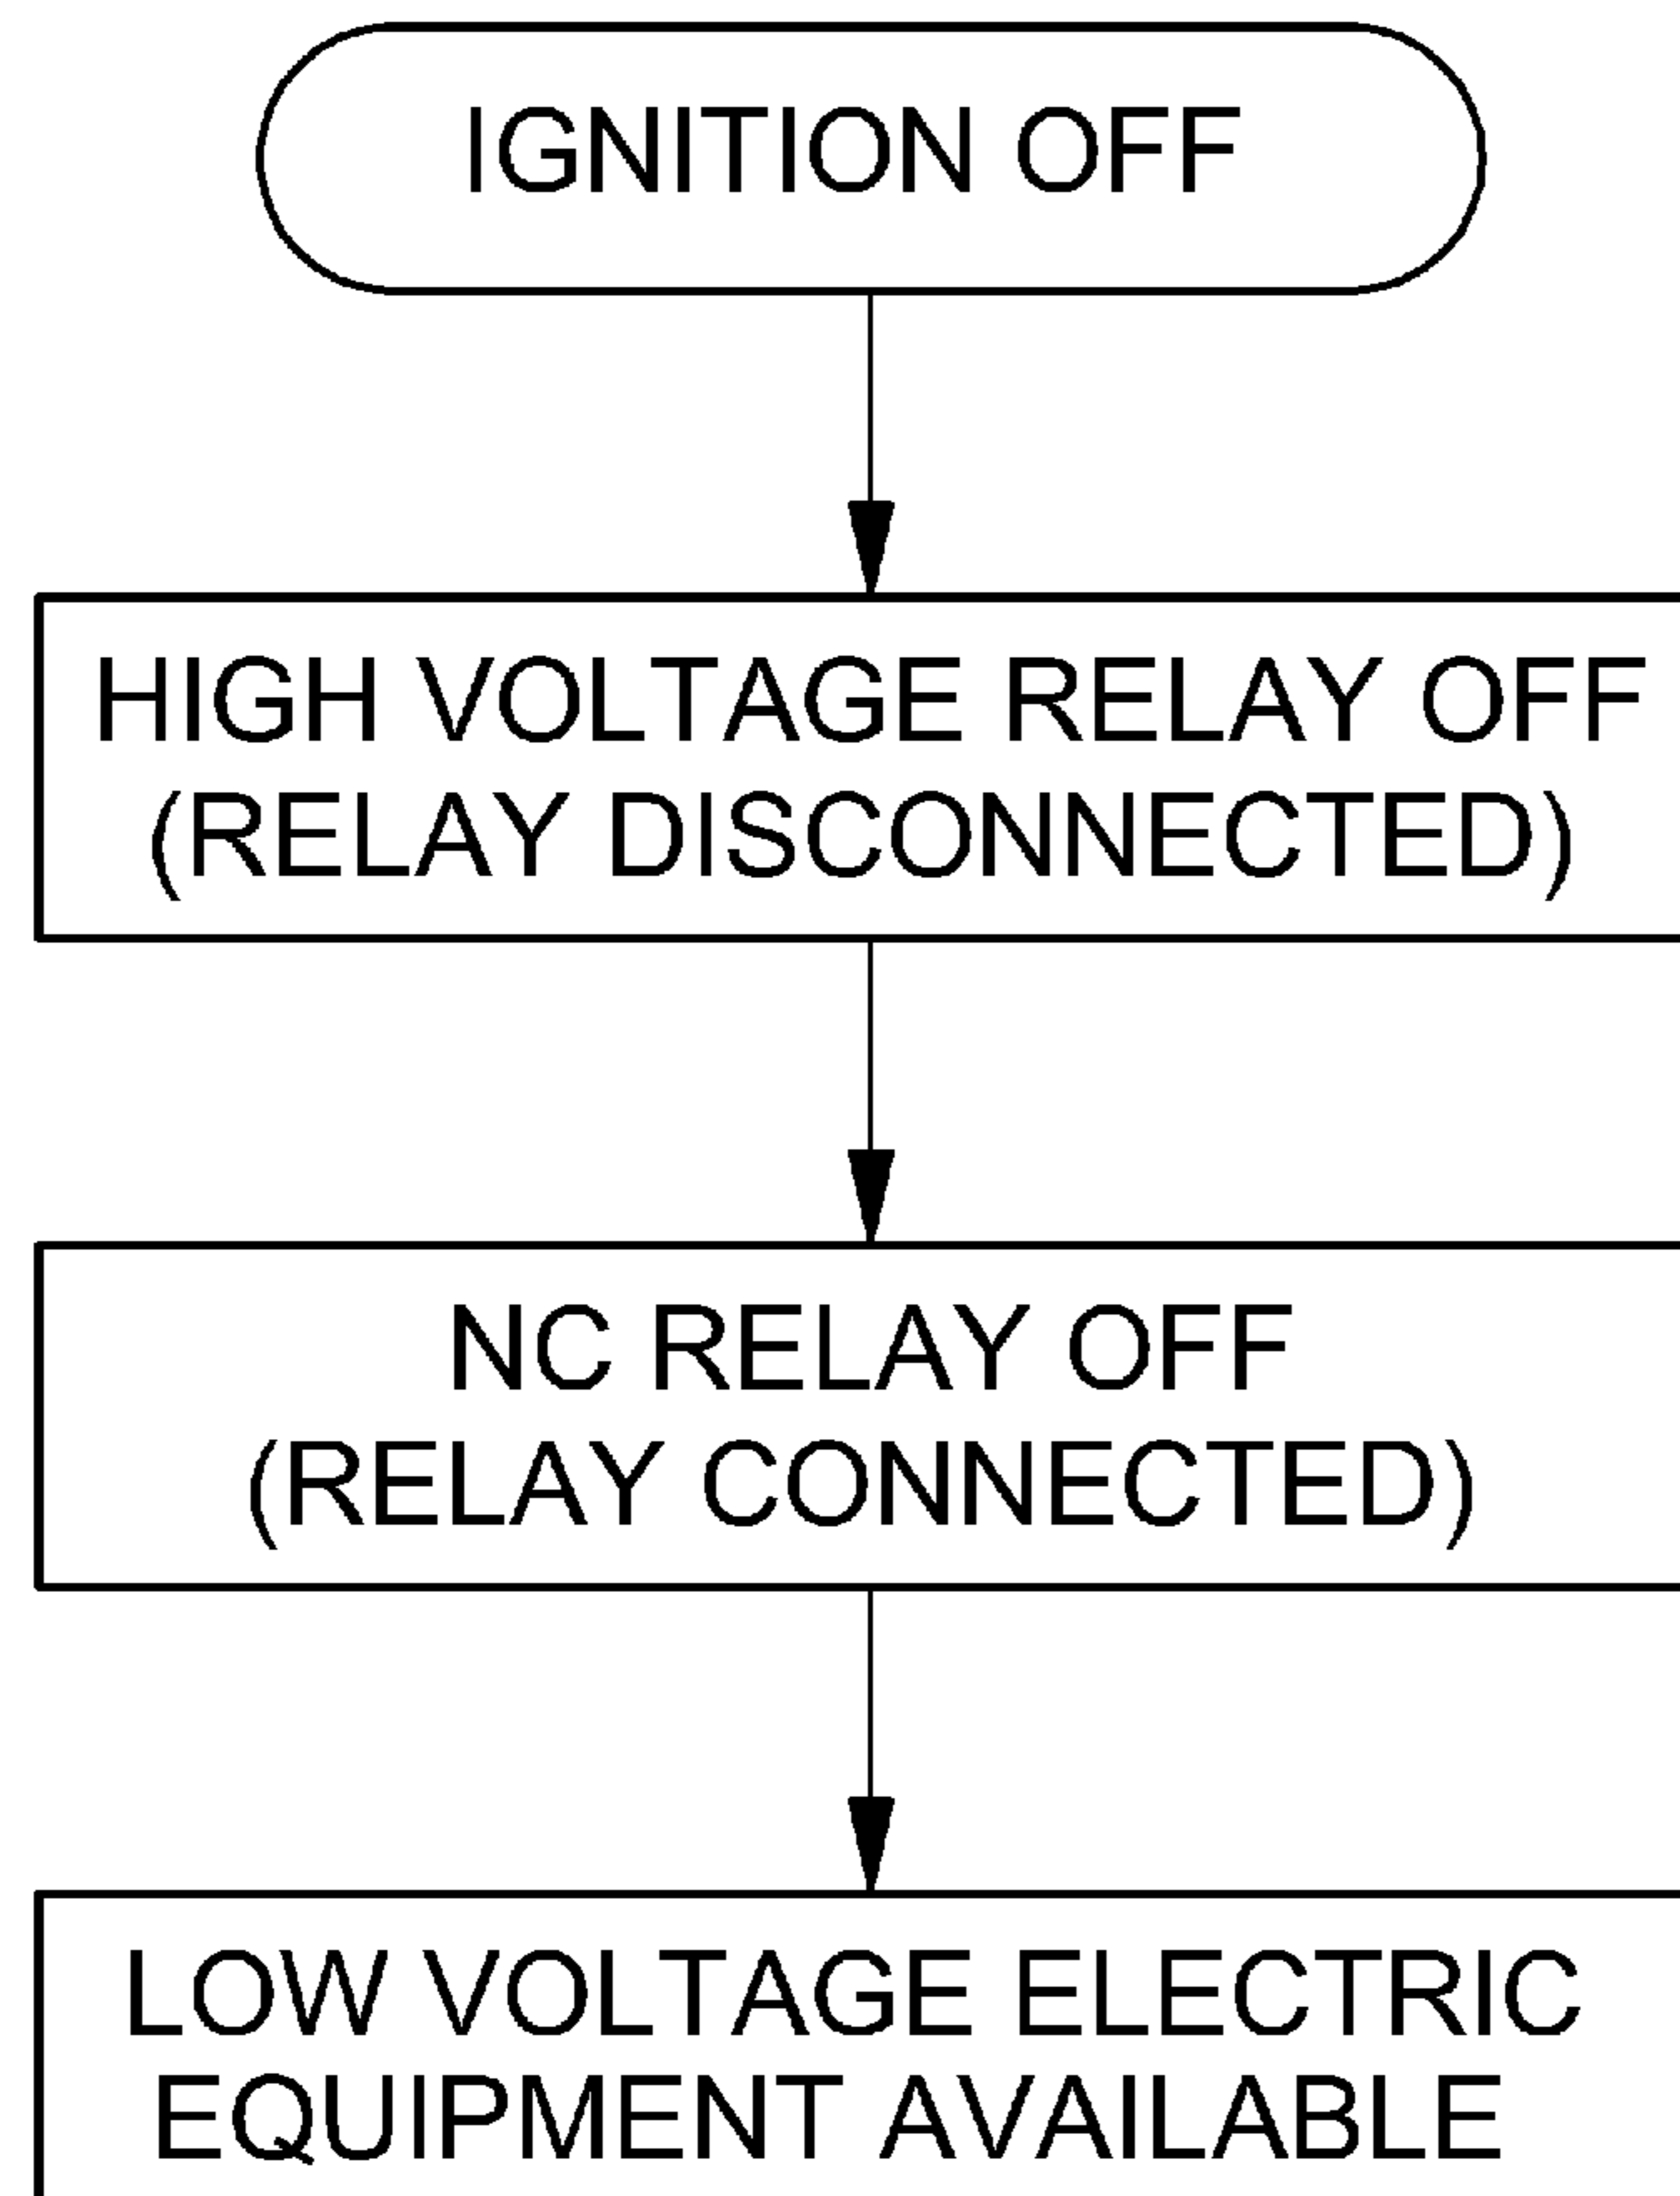 IGNITION OFF
HIGH VOLTAGE RELAY OFF
(RELAY DISCONNECTED)
NC RELAY OFF
(RELAY CONNECTED)
LOW VOLTAGE ELECTRIC
EQUIPMENT AVAILABLE